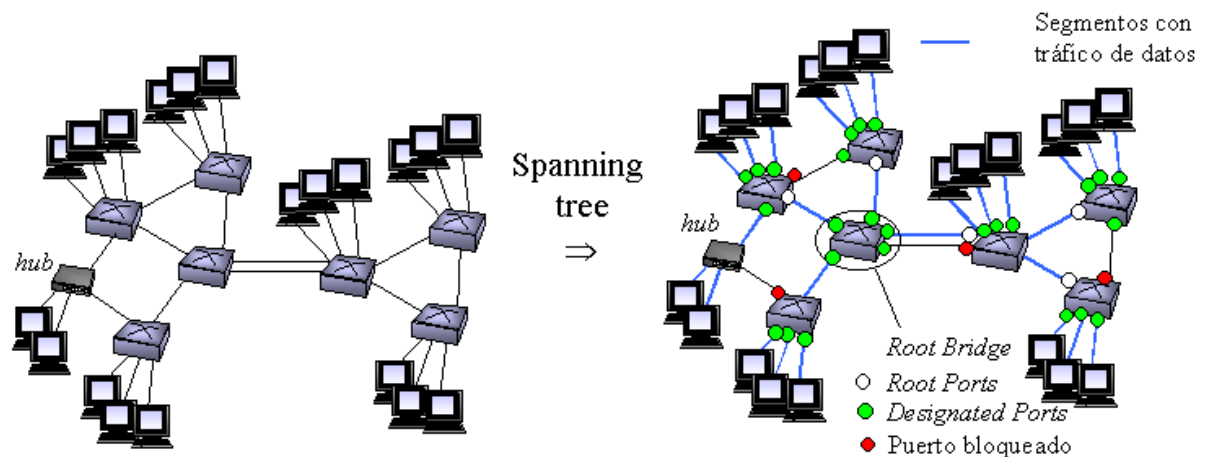 Segmentos con
tráfico de datos
Spanning
tree
⇒
hub
hub
Root Bridge
Root Ports
Designated Ports
Puerto bloqueado